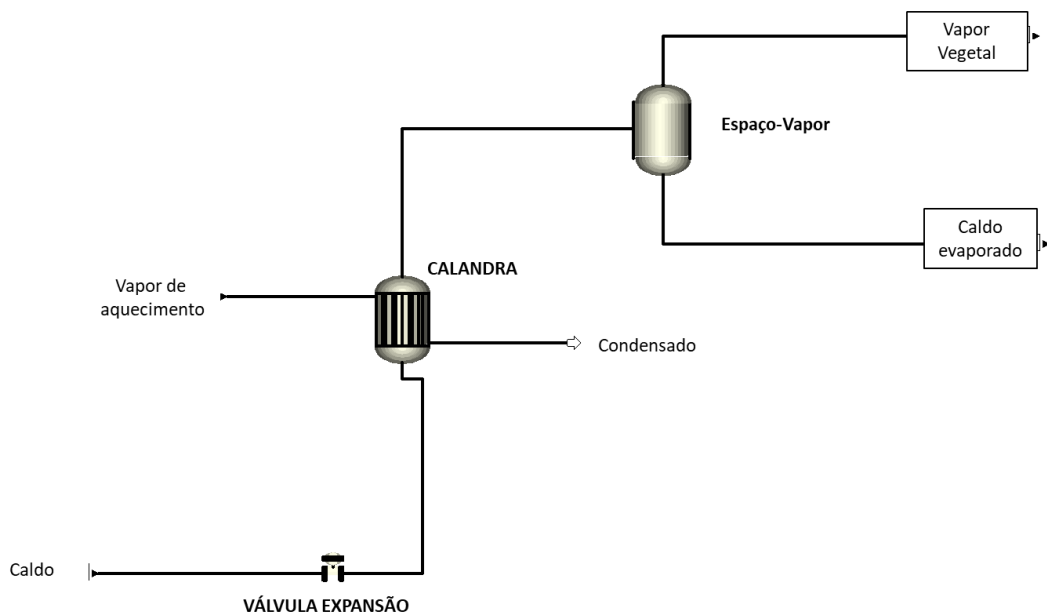 Vapor
Vegetal
Espaço-Vapor
Caldo
evaporado
CALANDRA
Vapor de
aquecimento
Condensado
Caldo
VÁLVULA EXPANSÃO